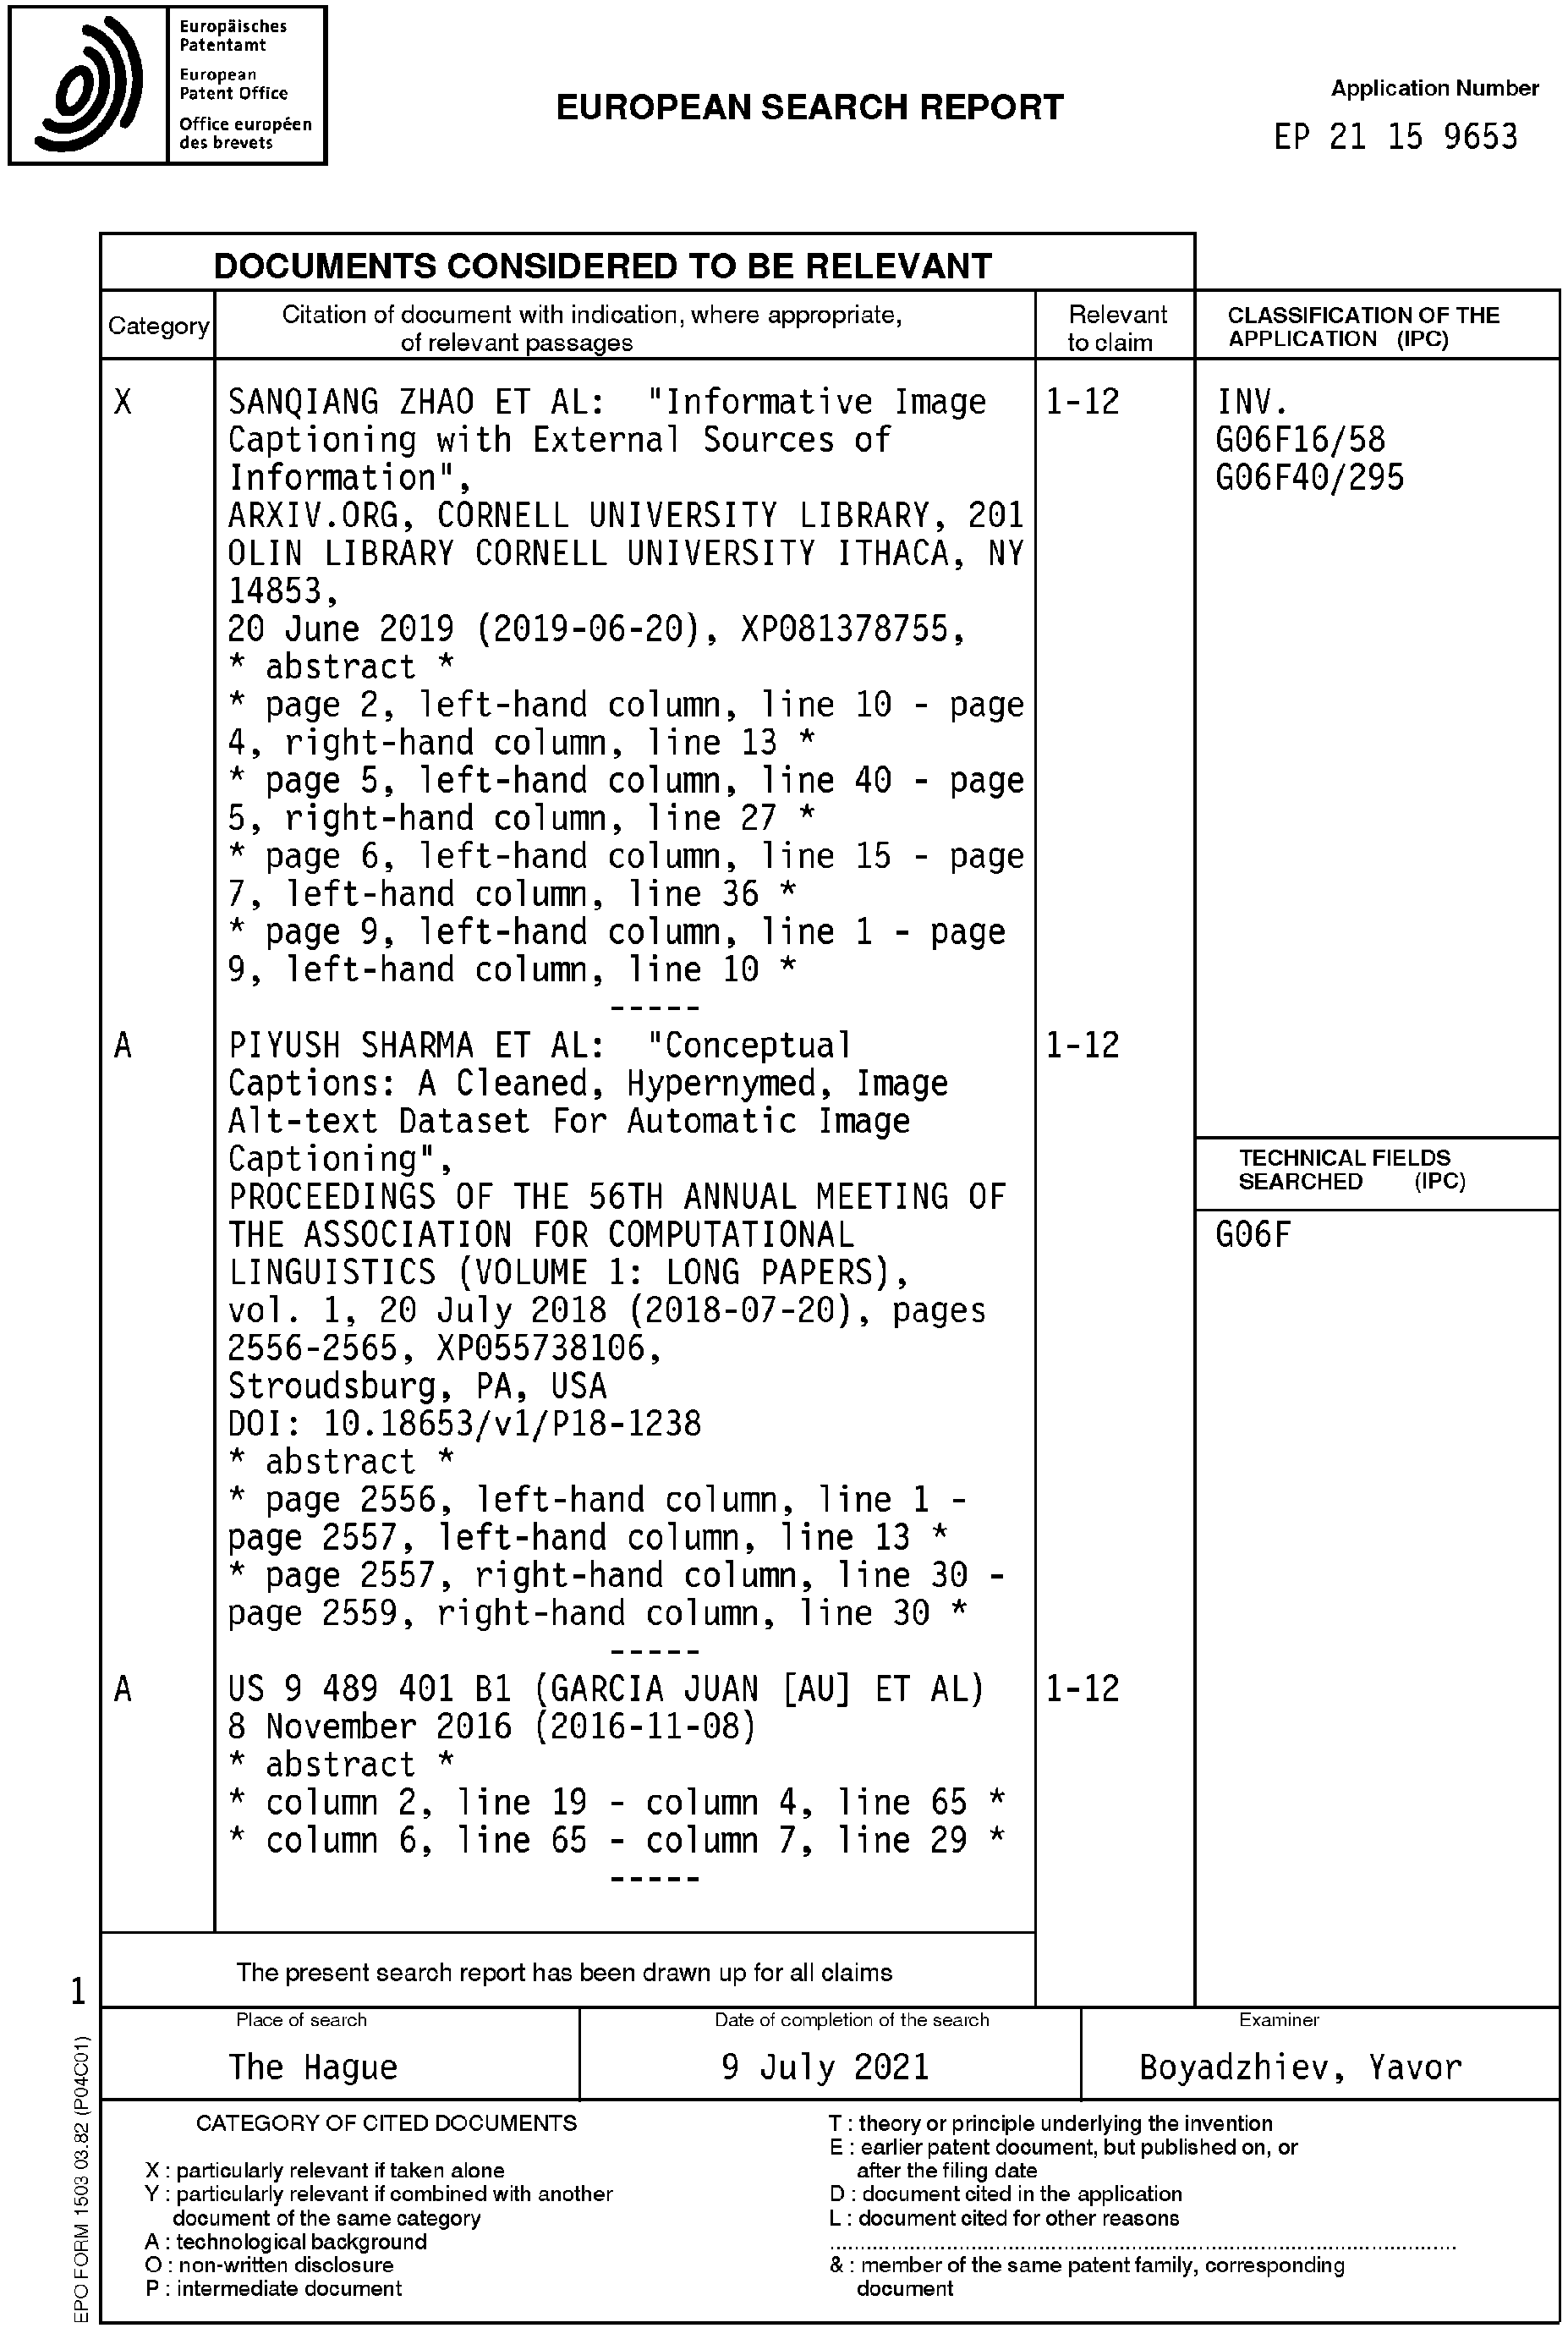 Europäisches
Patentamt
European
Patent Office
Office européen
des brevets
EUROPEAN SEARCH REPORT
Application Number
EP 21 15 9653
DOCUMENTS CONSIDERED TO BE RELEVANT
Category
Citation of document with indication, where appropriate,
of relevant passages
Relevant
to claim
CLASSIFICATION OF THE
APPLICATION (IPC)
X
SANQIANG ZHAO ET AL: "Informative Image
Captioning with External Sources of
Information",
ARXIV.ORG, CORNELL UNIVERSITY LIBRARY, 201
OLIN LIBRARY CORNELL UNIVERSITY ITHACA, NY
14853,
20 June 2019 (2019-06-20), XP081378755,
* abstract *
* page 2, left-hand column, line 10 - page
4, right-hand column, line 13 *
* page 5, left-hand column, line 40 - page
5, right-hand column, line 27 *
* page 6, left-hand column, line 15 - page
7, left-hand column, line 36 *
* page 9, left-hand column, line 1 - page
9, left-hand column, line 10 *
-----
1-12
INV.
G06F16/58
G06F40/295
A
PIYUSH SHARMA ET AL: "Conceptual
Captions: A Cleaned, Hypernymed, Image
Alt-text Dataset For Automatic Image
Captioning",
PROCEEDINGS OF THE 56TH ANNUAL MEETING OF
THE ASSOCIATION FOR COMPUTATIONAL
LINGUISTICS (VOLUME 1: LONG PAPERS),
vol. 1, 20 July 2018 (2018-07-20), pages
2556-2565, XP055738106,
Stroudsburg, PA, USA
DOI: 10.18653/v1/P18-1238
* abstract *
* page 2556, left-hand column, line 1 -
page 2557, left-hand column, line 13 *
* page 2557, right-hand column, line 30 -
page 2559, right-hand column, line 30 *
-----
1-12
TECHNICAL FIELDS
SEARCHED (IPC)
G06F
A
US 9 489 401 B1 (GARCIA JUAN [AU] ET AL)
8 November 2016 (2016-11-08)
* abstract *
* column 2, line 19 - column 4, line 65 *
* column 6, line 65 - column 7, line 29 *
-----
1-12
The present search report has been drawn up for all claims
1
Place of search
The Hague
Date of completion of the search
9 July 2021
Examiner
Boyadzhiev, Yavor
CATEGORY OF CITED DOCUMENTS
X : particularly relevant if taken alone
Y : particularly relevant if combined with another
document of the same category
A : technological background
O : non-written disclosure
P : intermediate document
T : theory or principle underlying the invention
E : earlier patent document, but published on, or
after the filing date
D : document cited in the application
L : document cited for other reasons
& : member of the same patent family, corresponding
document
EPO FORM 1503 03.82 (P04C01)